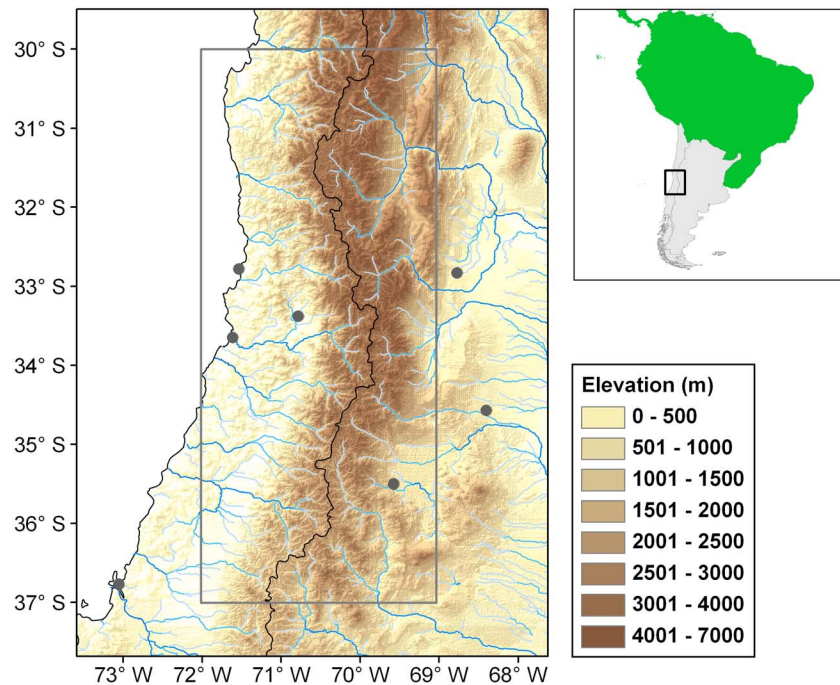 30° S
31° S
32° S
33° S
34° S
35° S
36° S
37° S
73° W 72° W 71° W 70° W 69° W 68° W
Elevation (m)
0 - 500
501 - 1000
1001 - 1500
1501 - 2000
2001 - 2500
2501 - 3000
3001 - 4000
4001 - 7000